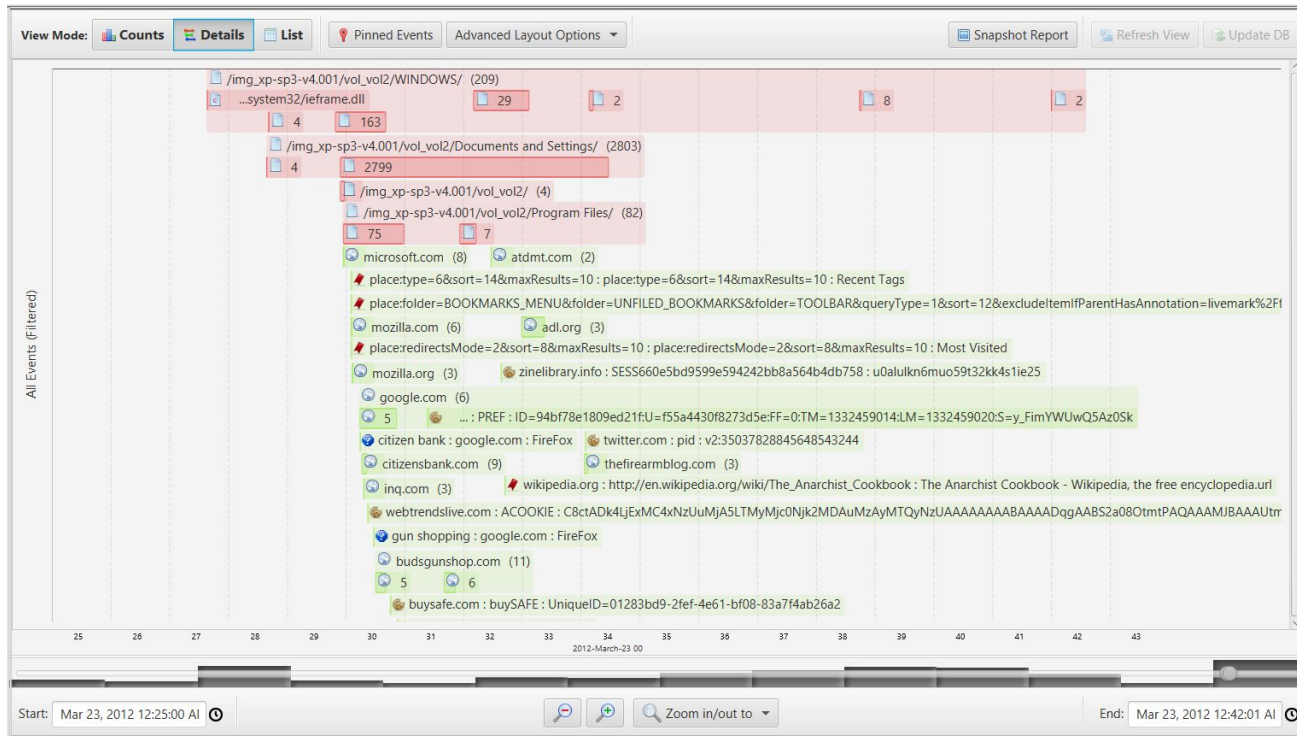 View Mode: Counts Details List Pinned Events Advanced Layout Options Snapshot Report Refresh View Update DB
/img_xp-sp3-v4.001/vol_vol2/WINDOWS/ (209)
...system32/ieframe.dll 29 2 8 2
4 163
/img_xp-sp3-v4.001/vol_vol2/Documents and Settings/ (2803)
4 2799
/img_xp-sp3-v4.001/vol_vol2/ (4)
/img_xp-sp3-v4.001/vol_vol2/Program Files/ (82)
75 7
microsoft.com (8) atdmt.com (2)
place:type=6&sort=14&maxResults=10 : place:type=6&sort=14&maxResults=10 : Recent Tags
place:folder=BOOKMARKS_MENU&folder=UNFILED_BOOKMARKS&folder=TOOLBAR&queryType=1&sort=12&excludeItemIfParentHasAnnotation=livemark%2Ff
mozilla.com (6) adl.org (3)
place:redirectsMode=2&sort=8&maxResults=10 : place:redirectsMode=2&sort=8&maxResults=10 : Most Visited
mozilla.org (3) zinelibrary.info : SESS660e5bd9599e594242bb8a564b4db758 : u0alulkn6muo59t32kk4s1ie25
google.com (6)
5 ... : PREF : ID=94bf78e1809ed21f:U=f55a4430f8273d5e:FF=0:TM=1332459014:LM=1332459020:S=y_FimYWUwQ5Az0Sk
citizen bank : google.com : FireFox twitter.com : pid : v2:35037828845648543244
citizensbank.com (9) thefirearmblog.com (3)
inq.com (3) wikipedia.org : http://en.wikipedia.org/wiki/The_Anarchist_Cookbook : The Anarchist Cookbook - Wikipedia, the free encyclopedia.url
webtrendslive.com : ACOOKIE : C8ctADk4LjExMC4xNzUuMjA5LTMyMjc0Njk2MDAuMzAyMTQyNzUAAAAAAAABAAAADqgAABS2a08OtmtPAQAAAMJBAAAUtm
gun shopping : google.com : FireFox
budsgunshop.com (11)
5 6
buysafe.com : buySAFE : UniqueID=01283bd9-2fef-4e61-bf08-83a7f4ab26a2
All Events (Filtered)
25 26 27 28 29 30 31 32 33 34 35 36 37 38 39 40 41 42 43
2012-March-23 00
Start: Mar 23, 2012 12:25:00 AI Zoom in/out to End: Mar 23, 2012 12:42:01 AI